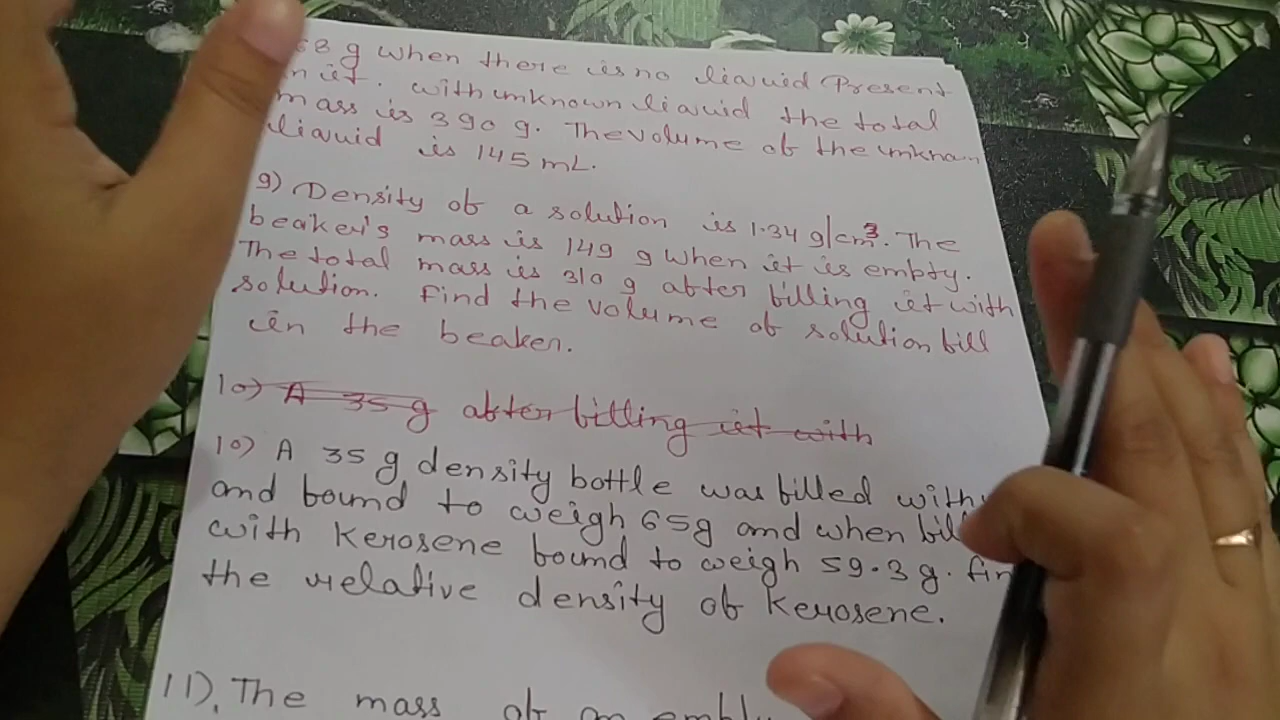 68 g when there is no liquid Present
in it. with unknown liquid the total
mass is 390 g. The volume of the unknown
liquid is 145 mL.
9) Density of a solution is 1.34 g/cm³. The
beaker's mass is 149 g when it is empty.
The total mass is 310 g after filling it with
solution. Find the volume of solution fill
in the beaker.
10) A 35 g after filling it with
10) A 35 g density bottle was filled with
and found to weigh 65g and when
with Kerosene found to weigh 59.3 g.
the relative density of Kerosene.
11). The mass of an